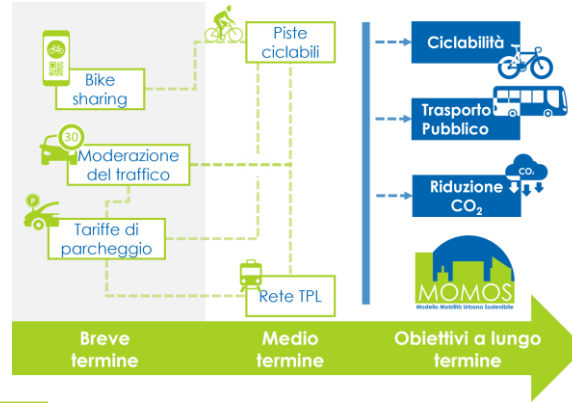 Piste
ciclabili
Bike
sharing
30
Moderazione
del traffico
P
Tariffe di
parcheggio
Rete TPL
Ciclabilità
Trasporto
Pubblico
CO₂
Riduzione
CO₂
MOMOS
Modello Mobilità Urbana Sostenibile
Breve
termine
Medio
termine
Obiettivi a lungo
termine